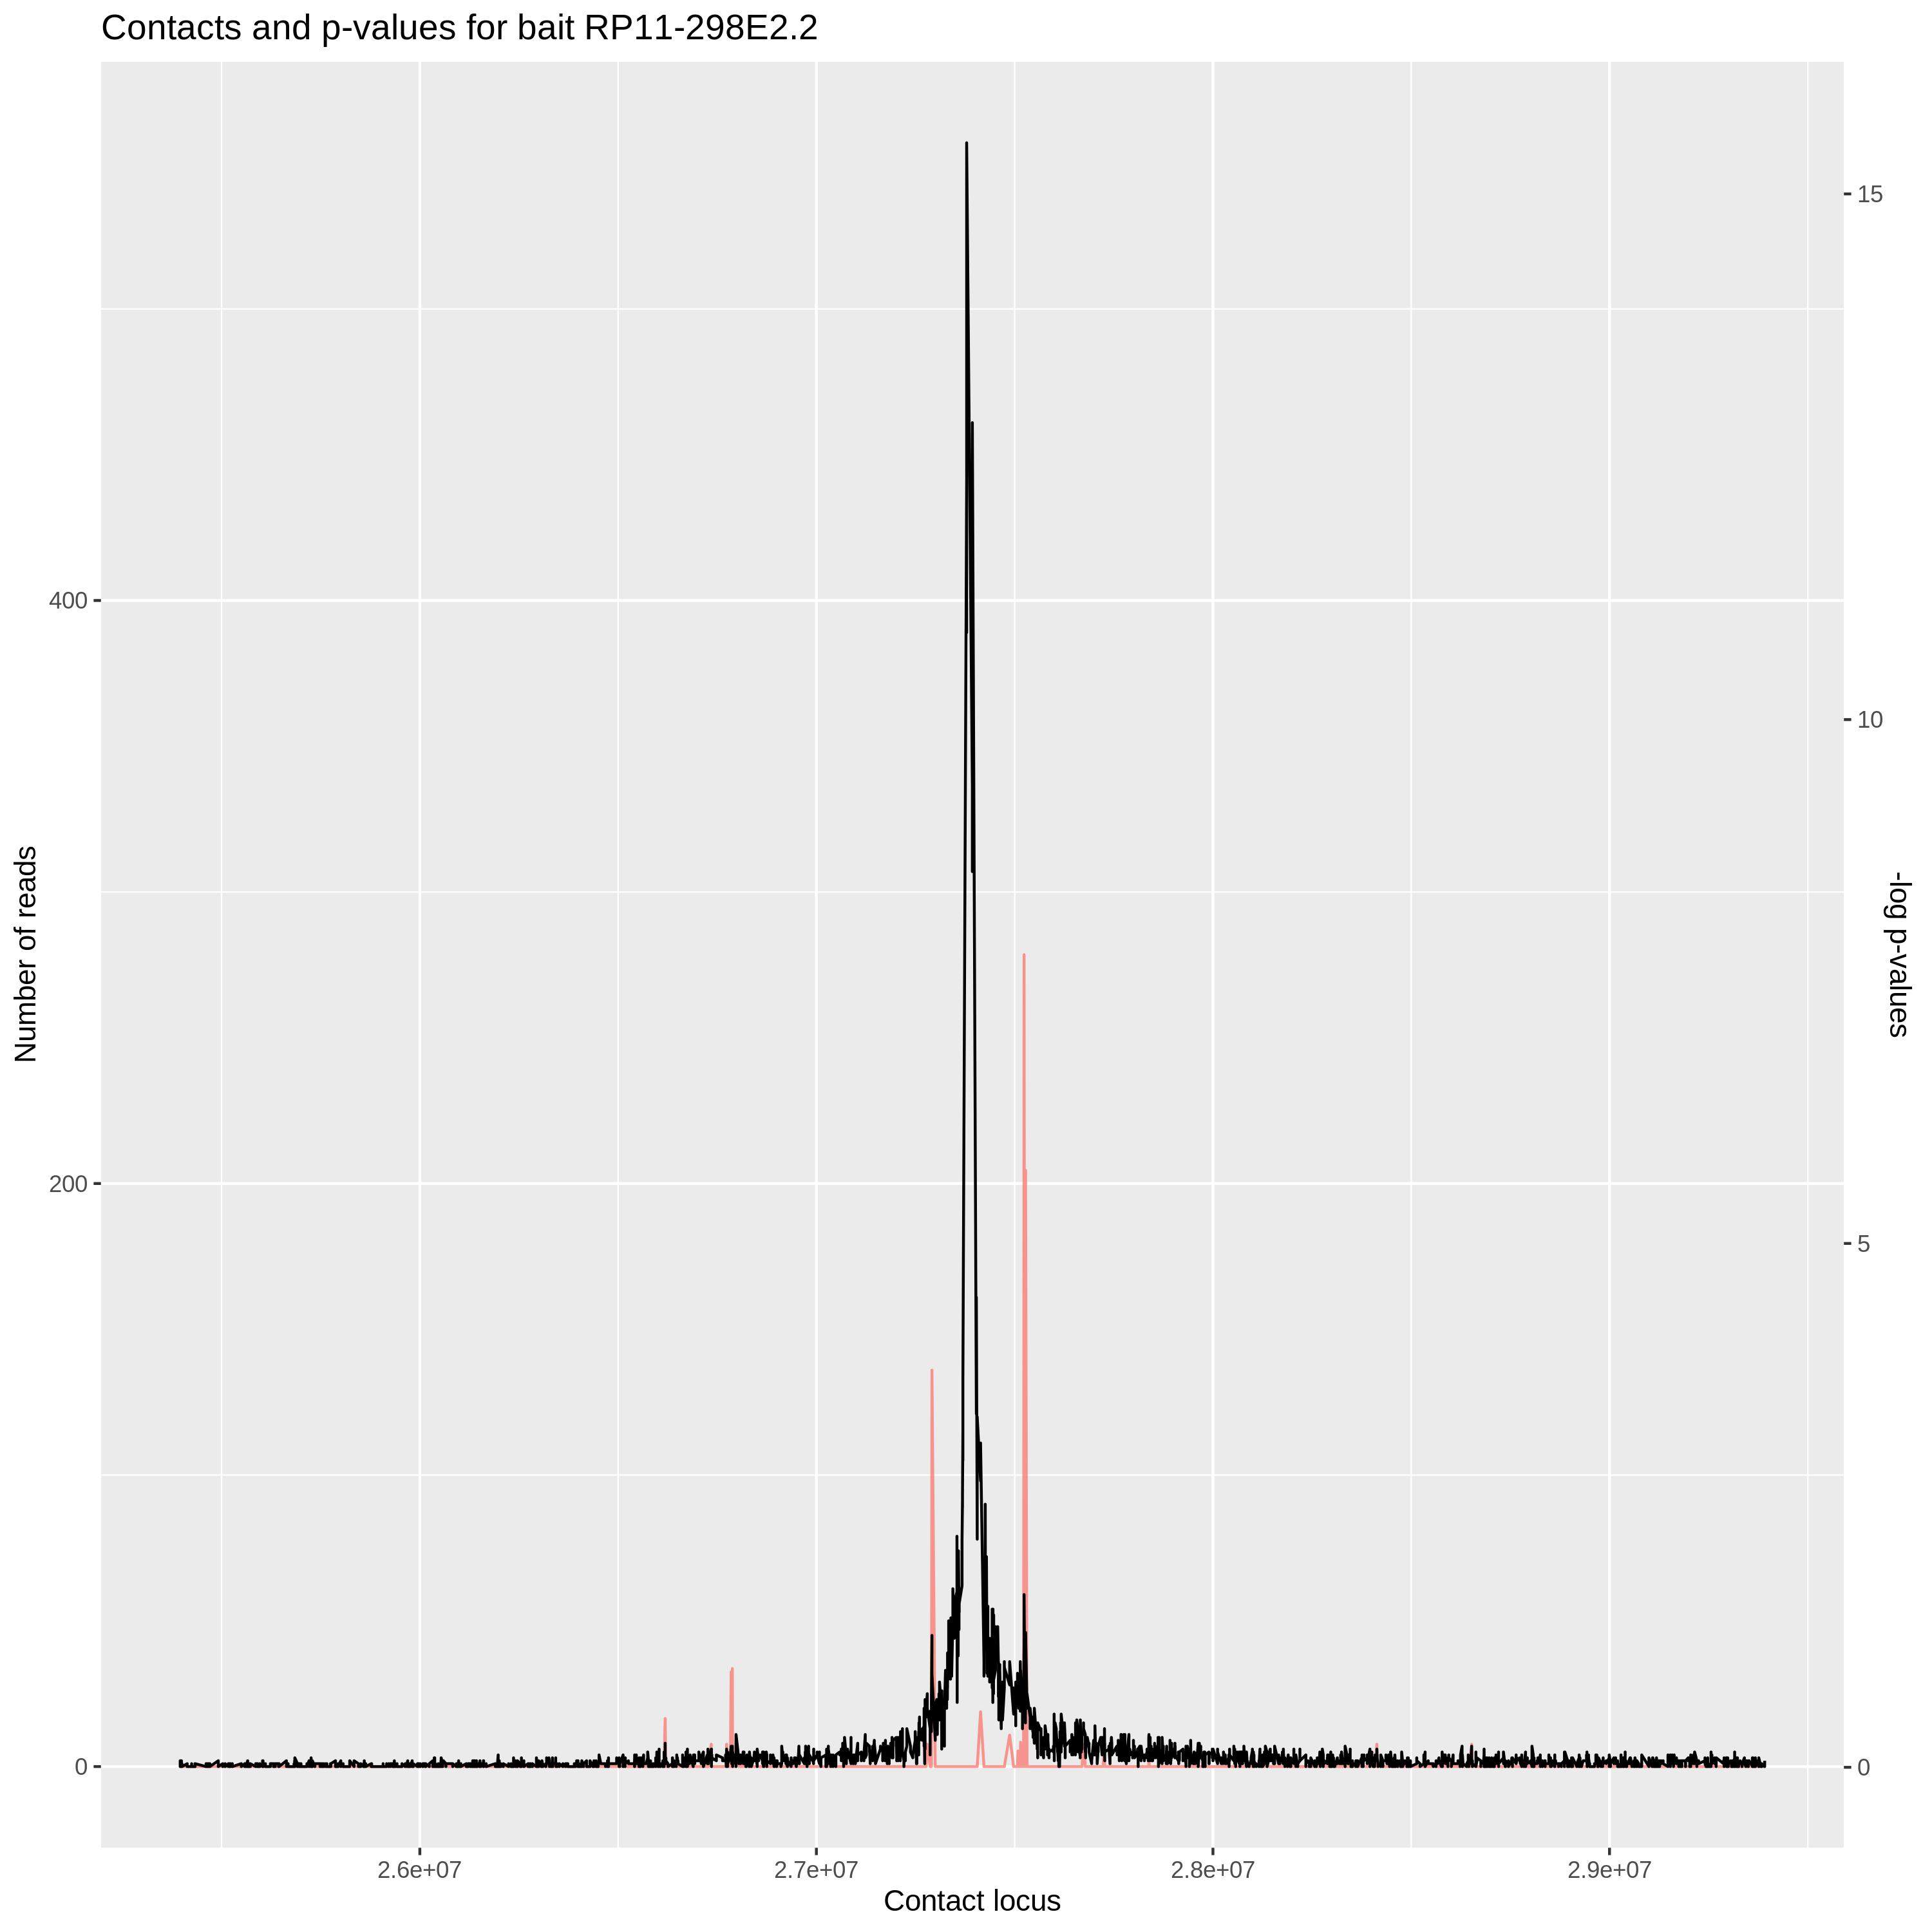 Contacts and p-values for bait RP11-298E2.2
15
400
10
Number of reads
-log p-values
200
5
0
0
2.6e+07
2.7e+07
2.8e+07
2.9e+07
Contact locus